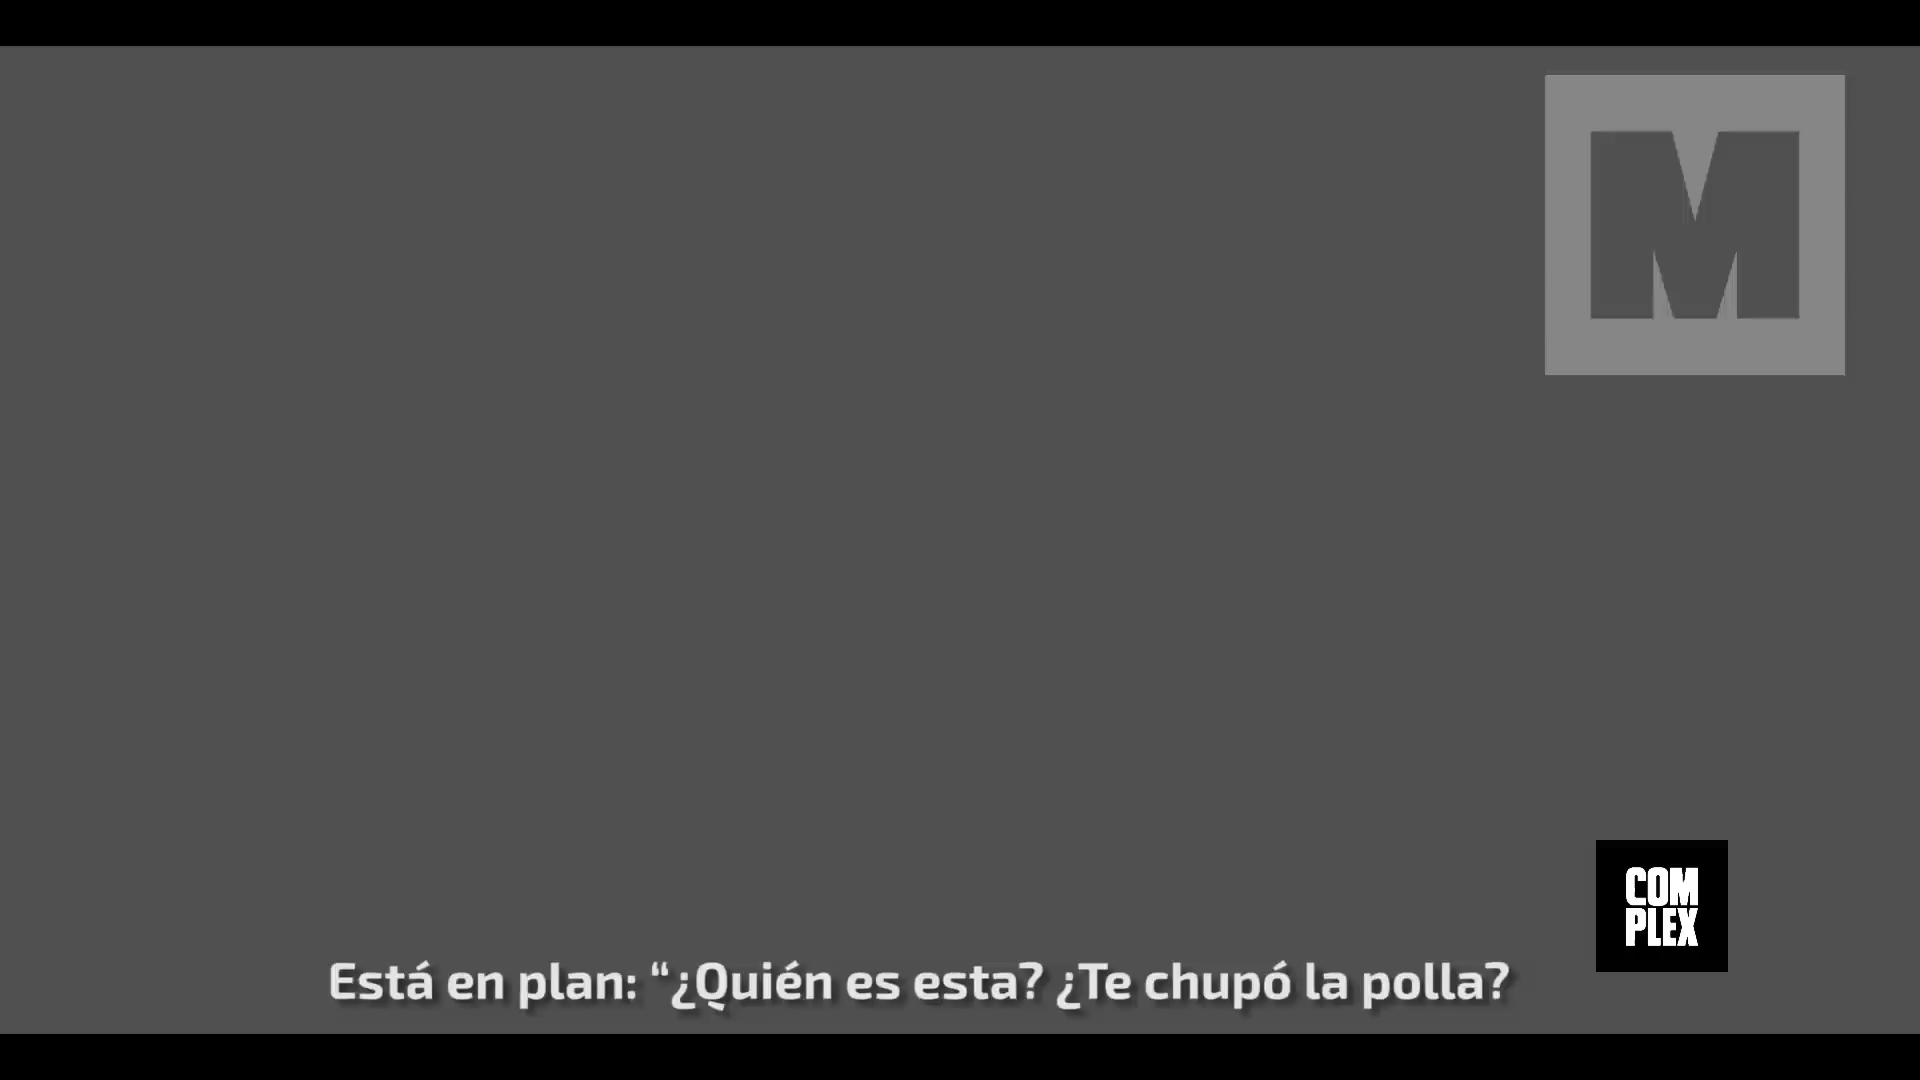 M
COM
PLEX
Está en plan: “¿Quién es esta? ¿Te chupó la polla?